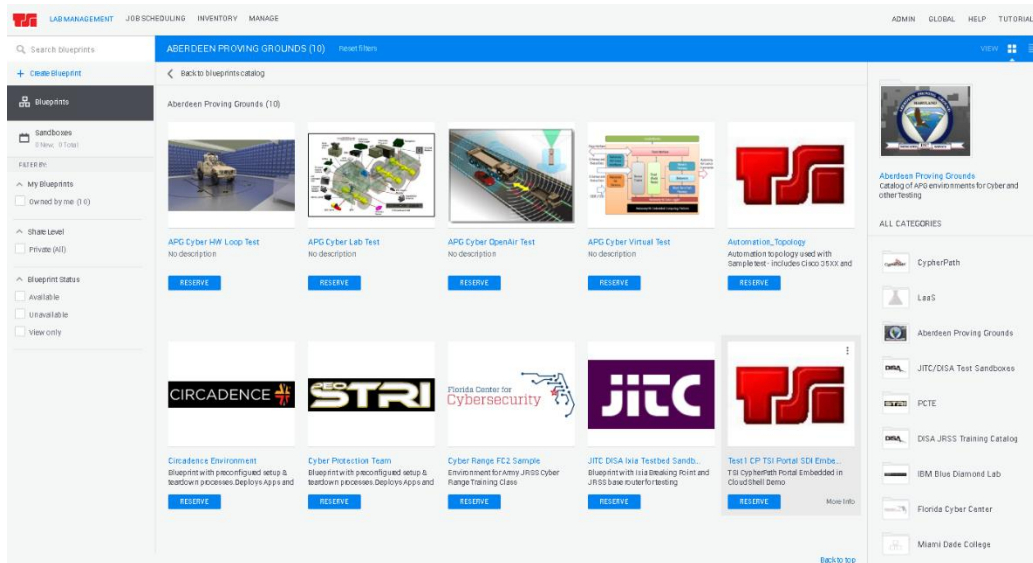 TSI
LAB MANAGEMENT JOB SCHEDULING INVENTORY MANAGE
ADMIN GLOBAL HELP TUTORIAL
Search blueprints
ABERDEEN PROVING GROUNDS (10) Reset filters
VIEW
+ Create Blueprint
Back to blueprints catalog
Blueprints
Sandboxes
0 New, 0 Total
FILTER BY:
My Blueprints
Owned by me (10)
Share Level
Private (All)
Blueprint Status
Available
Unavailable
View only
Aberdeen Proving Grounds (10)
APG Cyber HW Loop Test
No description
RESERVE
APG Cyber Lab Test
No description
RESERVE
APG Cyber OpenAir Test
No description
RESERVE
APG Cyber Virtual Test
No description
RESERVE
TSI
Automation_Topology
Automation topology used with
Sample test - includes Cisco 35XX and
RESERVE
CIRCADENCE
Circadence Environment
Blueprint with preconfigured setup &
teardown processes.Deploys Apps and
RESERVE
PEO
STRI
Cyber Protection Team
Blueprint with preconfigured setup &
teardown processes.Deploys Apps and
RESERVE
Florida Center for
Cybersecurity
Cyber Range FC2 Sample
Environment for Army JRSS Cyber
Range Training Class
RESERVE
JITC
JITC DISA Ixia Testbed Sandb...
Blueprint with Ixia Breaking Point and
JRSS base router for testing
RESERVE
TSI
Test1 CP TSI Portal SDI Embe...
TSI CypherPath Portal Embedded in
CloudShell Demo
RESERVE More Info
Back to top
MARYLAND
Aberdeen Proving Grounds
Catalog of APG environments for Cyber and
other Testing
ALL CATEGORIES
CypherPath
LaaS
Aberdeen Proving Grounds
DISA
JITC/DISA Test Sandboxes
STRI
PCTE
DISA
DISA JRSS Training Catalog
IBM Blue Diamond Lab
Florida Cyber Center
Miami Dade College